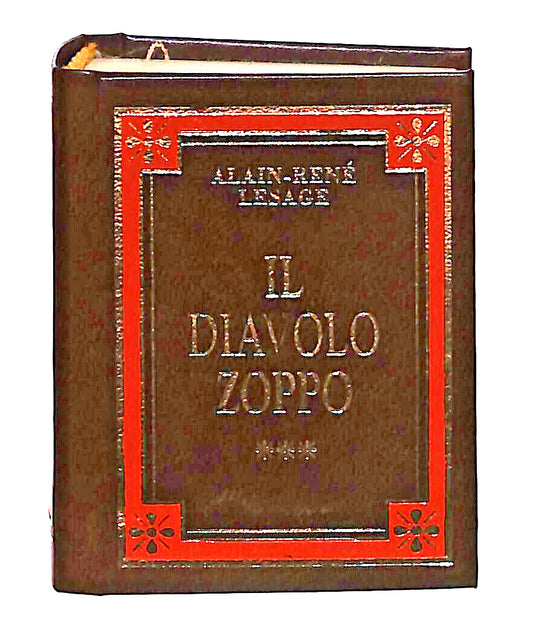 ALAIN-RENÉ
LESAGE
IL
DIAVOLO
ZOPPO
***